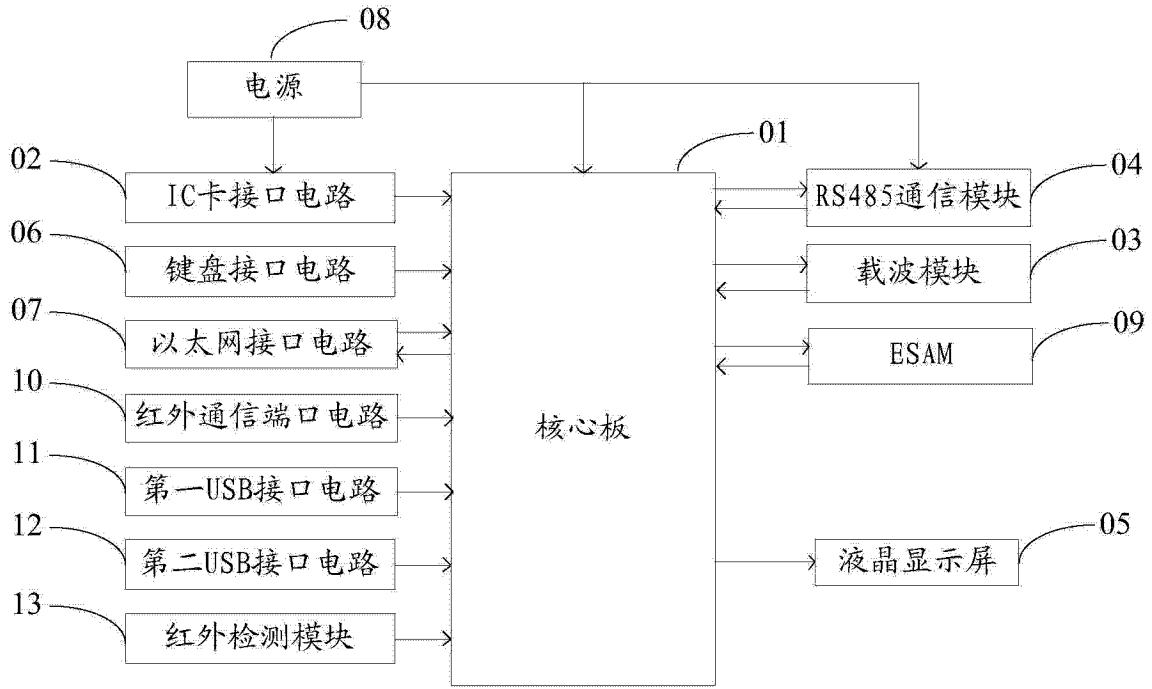 08
电源
01
02
IC卡接口电路
04
RS485通信模块
06
键盘接口电路
03
载波模块
07
以太网接口电路
09
ESAM
10
红外通信端口电路
核心板
11
第一USB接口电路
12
第二USB接口电路
05
液晶显示屏
13
红外检测模块